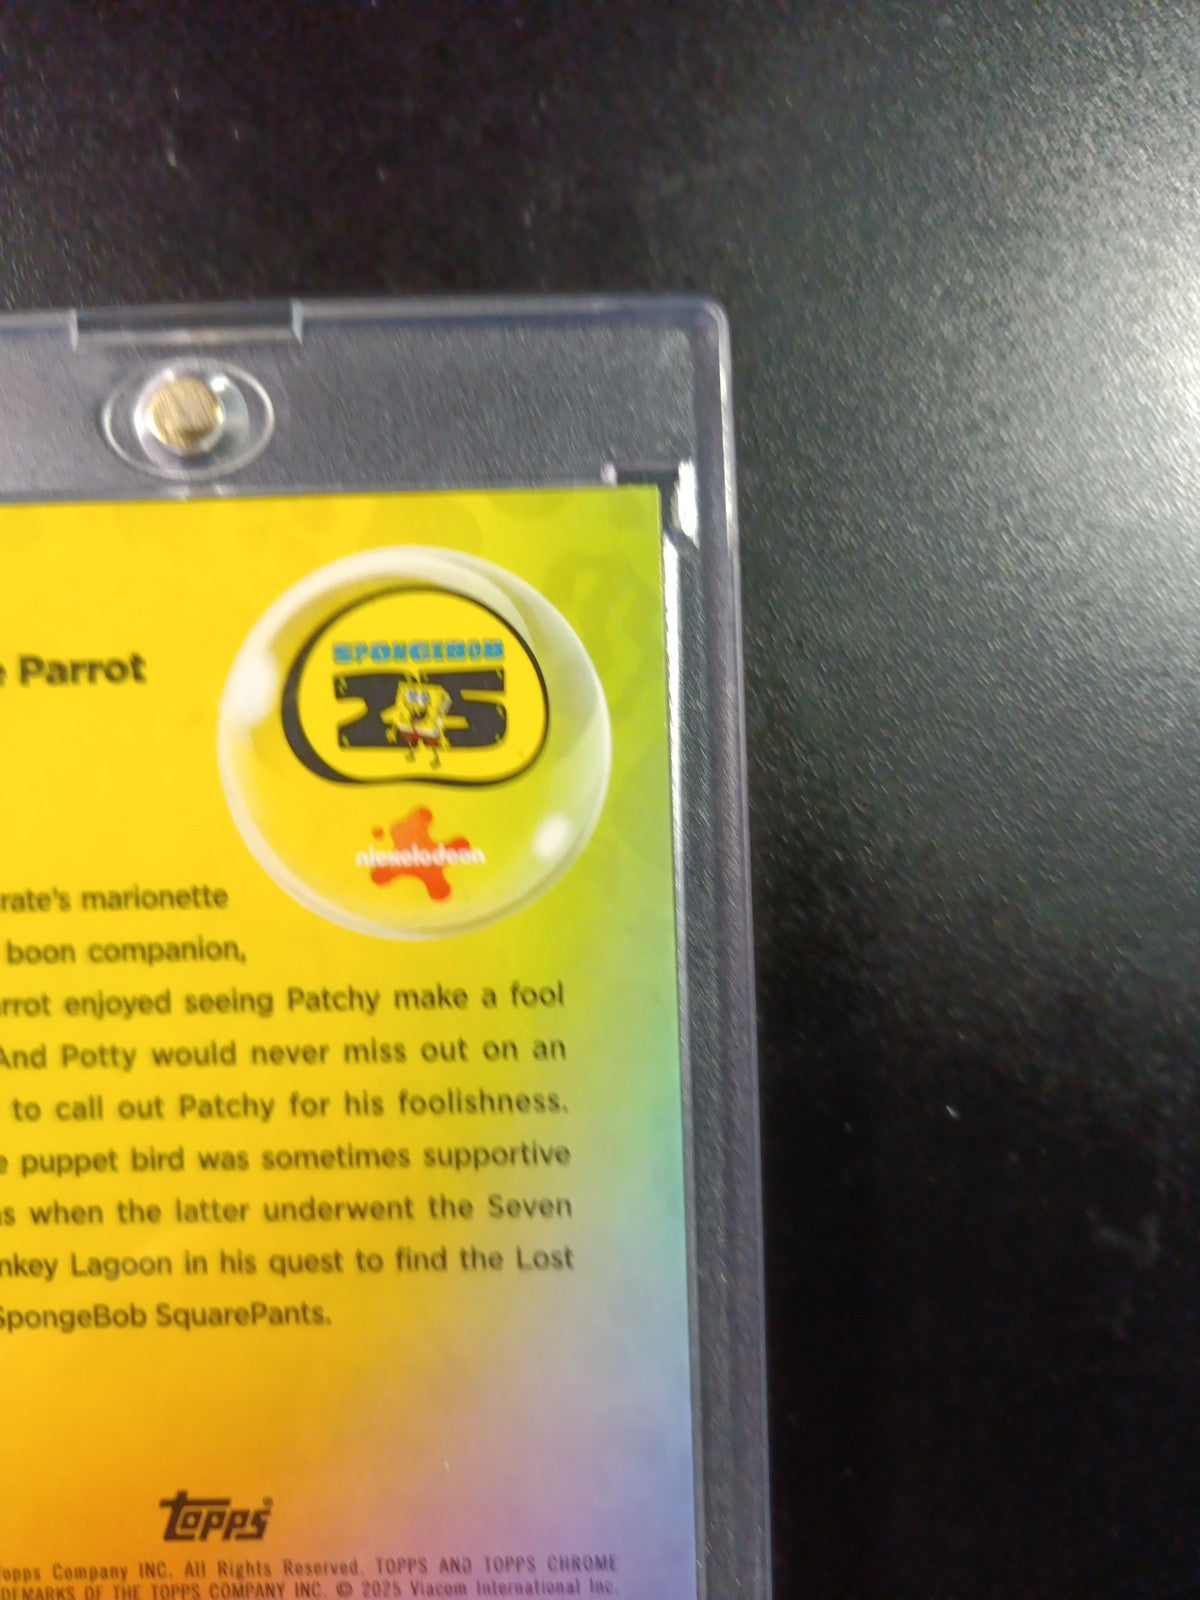 SPONGEBOB
25
nickelodeon
Parrot
rate's marionette
boon companion,
rrot enjoyed seeing Patchy make a fool
And Potty would never miss out on an
to call out Patchy for his foolishness.
puppet bird was sometimes supportive
s when the latter underwent the Seven
nkey Lagoon in his quest to find the Lost
SpongeBob SquarePants.
TOPPS
Topps Company INC. All Rights Reserved. TOPPS AND TOPPS CHROME
DEMARKS OF THE TOPPS COMPANY INC. © 2025 Viacom International Inc.